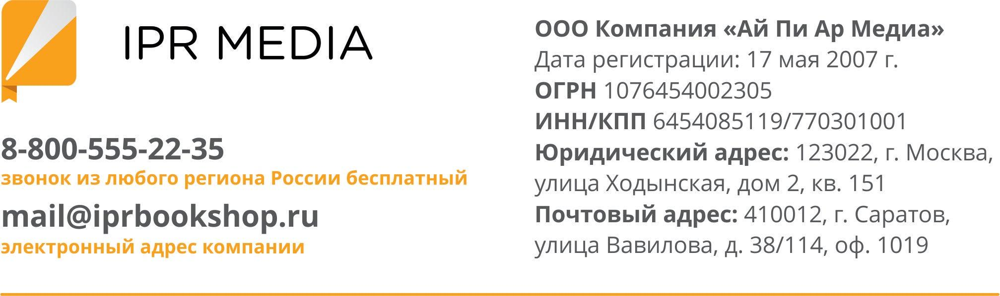 IPR MEDIA
8-800-555-22-35
звонок из любого региона России бесплатный
mail@iprbookshop.ru
электронный адрес компании
ООО Компания «Ай Пи Ар Медиа»
Дата регистрации: 17 мая 2007 г.
ОГРН 1076454002305
ИНН/КПП 6454085119/770301001
Юридический адрес: 123022, г. Москва,
улица Ходынская, дом 2, кв. 151
Почтовый адрес: 410012, г. Саратов,
улица Вавилова, д. 38/114, оф. 1019